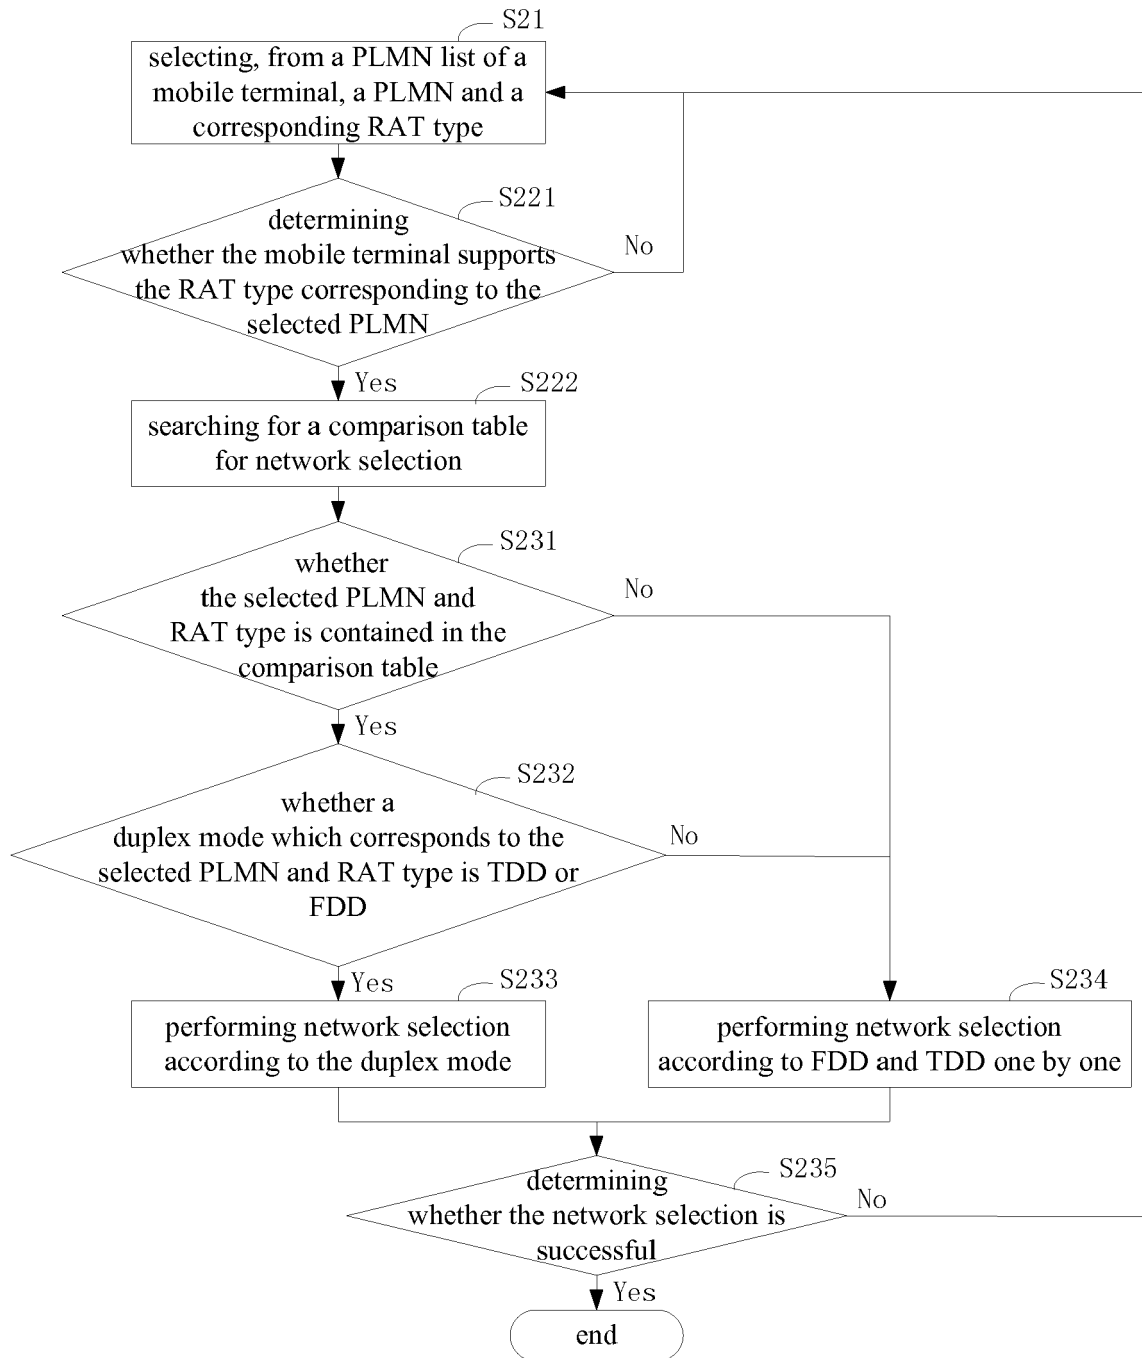 S21
selecting, from a PLMN list of a
mobile terminal, a PLMN and a
corresponding RAT type
S221
determining
whether the mobile terminal supports
the RAT type corresponding to the
selected PLMN
No
Yes
S222
searching for a comparison table
for network selection
S231
whether
the selected PLMN and
RAT type is contained in the
comparison table
No
Yes
S232
whether a
duplex mode which corresponds to the
selected PLMN and RAT type is TDD or
FDD
No
Yes
S233
performing network selection
according to the duplex mode
S234
performing network selection
according to FDD and TDD one by one
S235
determining
whether the network selection is
successful
No
Yes
end